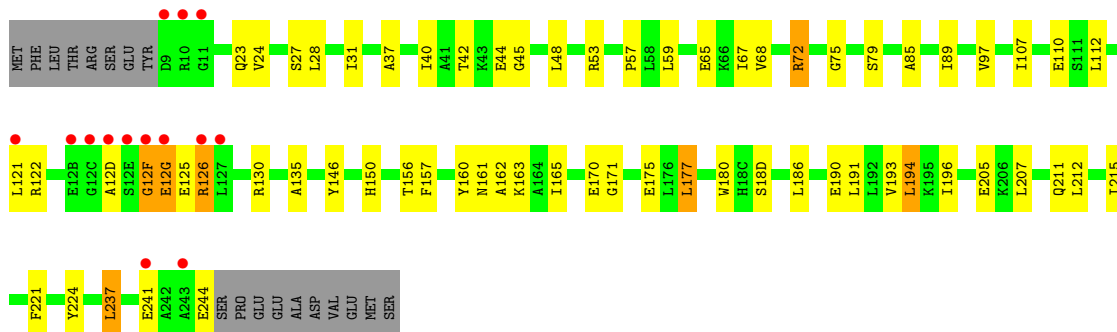 MET PHE LEU THR ARG SER GLU TYR D9 R10 G11 Q23 V24 S27 L28 I31 A37 I40 A41 T42 K43 E44 G45 L48 R53 P57 L58 L59 E65 K66 I67 V68 R72 G75 S79 A85 I89 V97 I107 E110 S111 L112
L121 R122 E12B G12C A12D S12E G12F E12G E125 R126 L127 R130 A135 Y146 H150 T156 F157 Y160 N161 A162 K163 A164 I165 E170 G171 E175 L176 L177 W180 H18C S18D L186 E190 L191 L192 V193 L194 K195 I196 E205 K206 L207 Q211 L212 I215
F221 Y224 L237 E241 A242 A243 E244 SER PRO GLU GLU ALA ASP VAL GLU MET SER